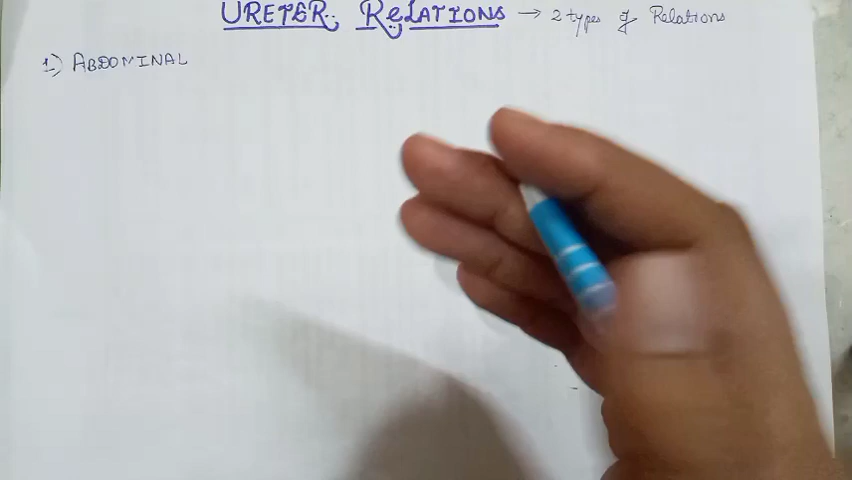 URETER RELATIONS → 2 types of Relations
1) ABDOMINAL